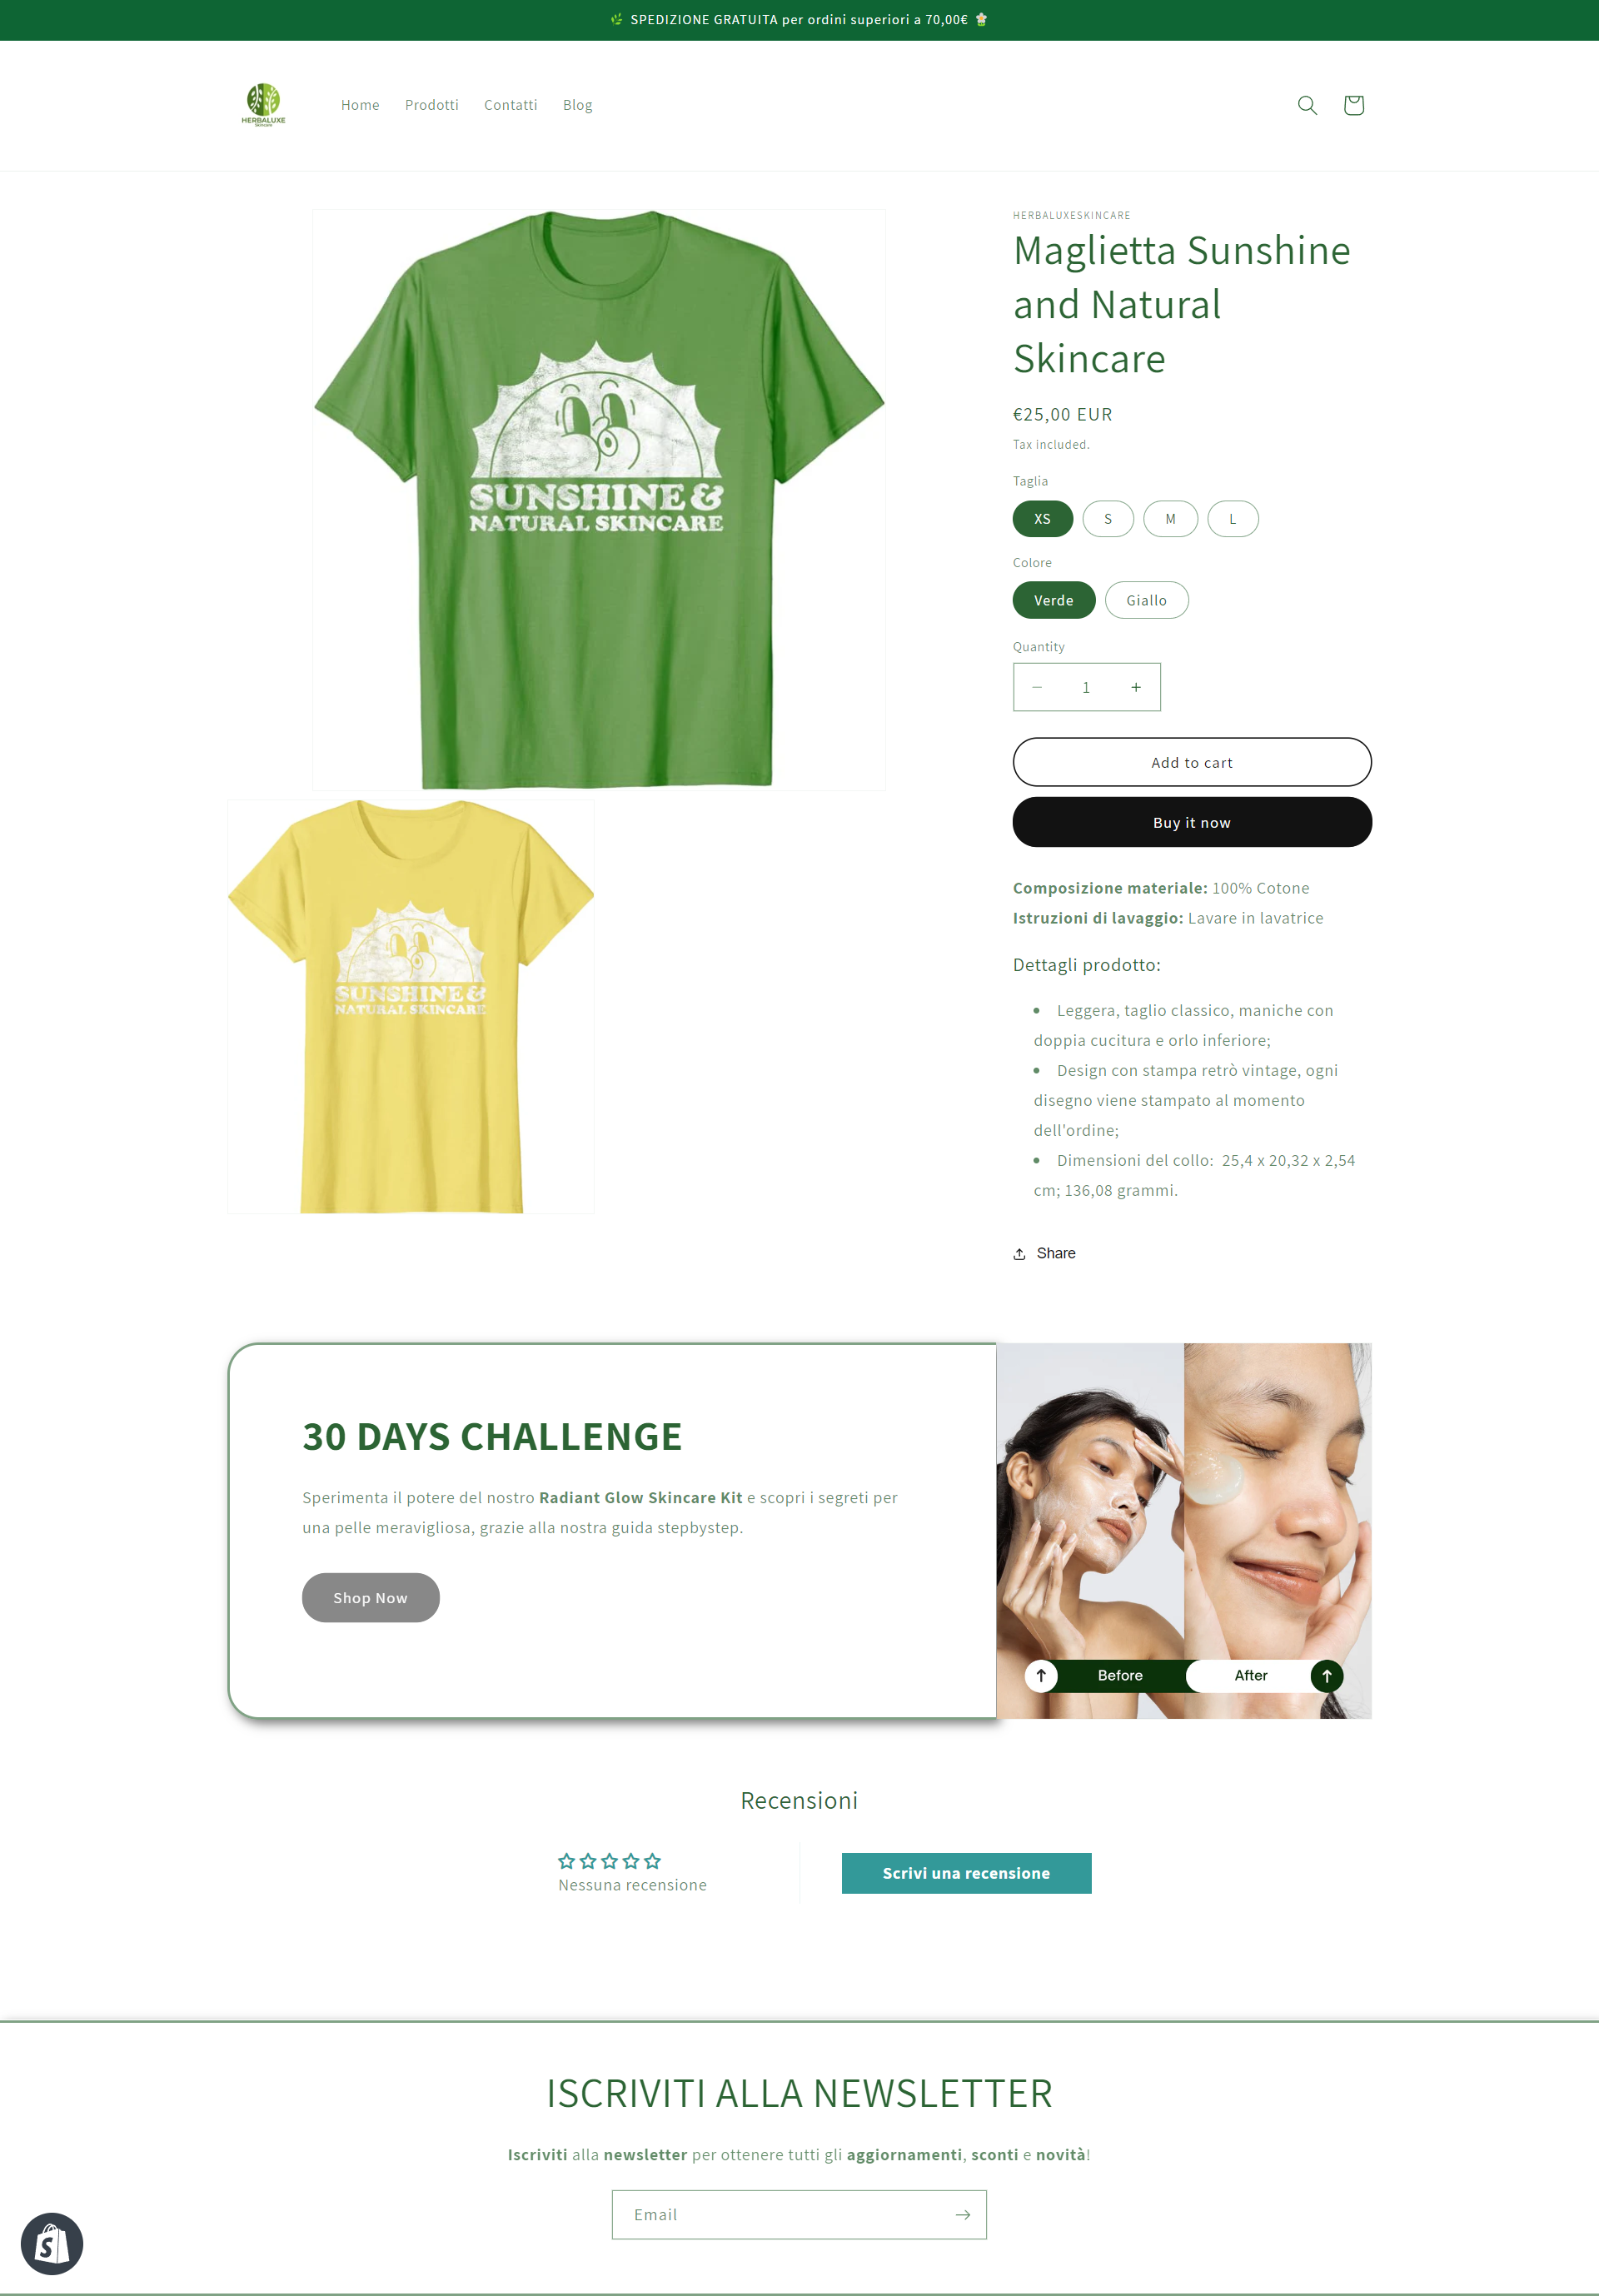 🌿 SPEDIZIONE GRATUITA per ordini superiori a 70,00€
HERBALUXE
Skincare
Home
Prodotti
Contatti
Blog
SUNSHINE &
NATURAL SKINCARE
SUNSHINE &
NATURAL SKINCARE
HERBALUXESKINCARE
Maglietta Sunshine
and Natural
Skincare
€25,00 EUR
Tax included.
Taglia
XS
S
M
L
Colore
Verde
Giallo
Quantity
− 1 +
Add to cart
Buy it now
Composizione materiale: 100% Cotone
Istruzioni di lavaggio: Lavare in lavatrice
Dettagli prodotto:
• Leggera, taglio classico, maniche con
doppia cucitura e orlo inferiore;
• Design con stampa retrò vintage, ogni
disegno viene stampato al momento
dell'ordine;
• Dimensioni del collo: 25,4 x 20,32 x 2,54
cm; 136,08 grammi.
Share
30 DAYS CHALLENGE
Sperimenta il potere del nostro Radiant Glow Skincare Kit e scopri i segreti per
una pelle meravigliosa, grazie alla nostra guida stepbystep.
Shop Now
Before
After
Recensioni
Nessuna recensione
Scrivi una recensione
ISCRIVITI ALLA NEWSLETTER
Iscriviti alla newsletter per ottenere tutti gli aggiornamenti, sconti e novità!
Email